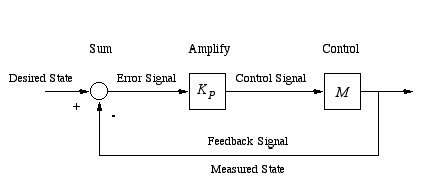 Sum Amplify Control
Desired State Error Signal Control Signal
+ K_P M
-
Feedback Signal
Measured State